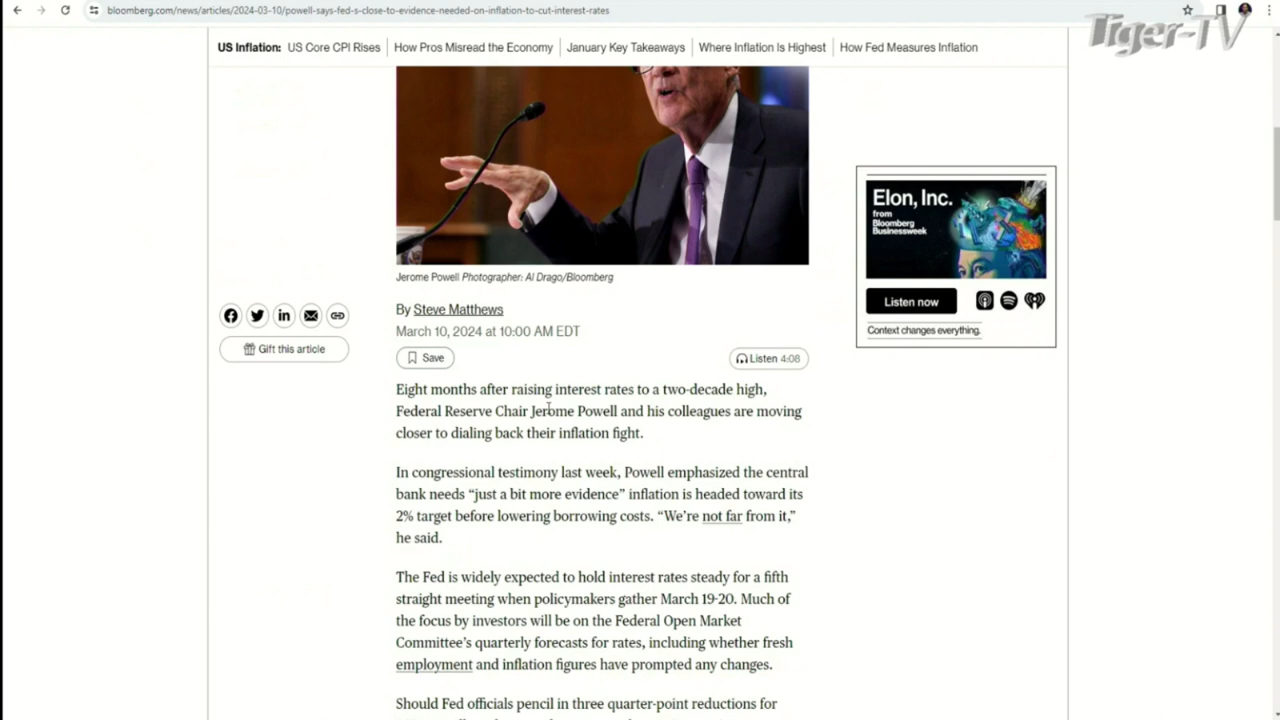 bloomberg.com/news/articles/2024-03-10/powell-says-fed-s-close-to-evidence-needed-on-inflation-to-cut-interest-rates
Tiger-TV
US Inflation: US Core CPI Rises How Pros Misread the Economy January Key Takeaways Where Inflation Is Highest How Fed Measures Inflation
Elon, Inc.
from
Bloomberg
Businessweek
Listen now
Context changes everything.
Jerome Powell Photographer: Al Drago/Bloomberg
By Steve Matthews
March 10, 2024 at 10:00 AM EDT
Gift this article
Save
Listen 4:08
Eight months after raising interest rates to a two-decade high,
Federal Reserve Chair Jerome Powell and his colleagues are moving
closer to dialing back their inflation fight.
In congressional testimony last week, Powell emphasized the central
bank needs “just a bit more evidence” inflation is headed toward its
2% target before lowering borrowing costs. “We’re not far from it,”
he said.
The Fed is widely expected to hold interest rates steady for a fifth
straight meeting when policymakers gather March 19-20. Much of
the focus by investors will be on the Federal Open Market
Committee’s quarterly forecasts for rates, including whether fresh
employment and inflation figures have prompted any changes.
Should Fed officials pencil in three quarter-point reductions for